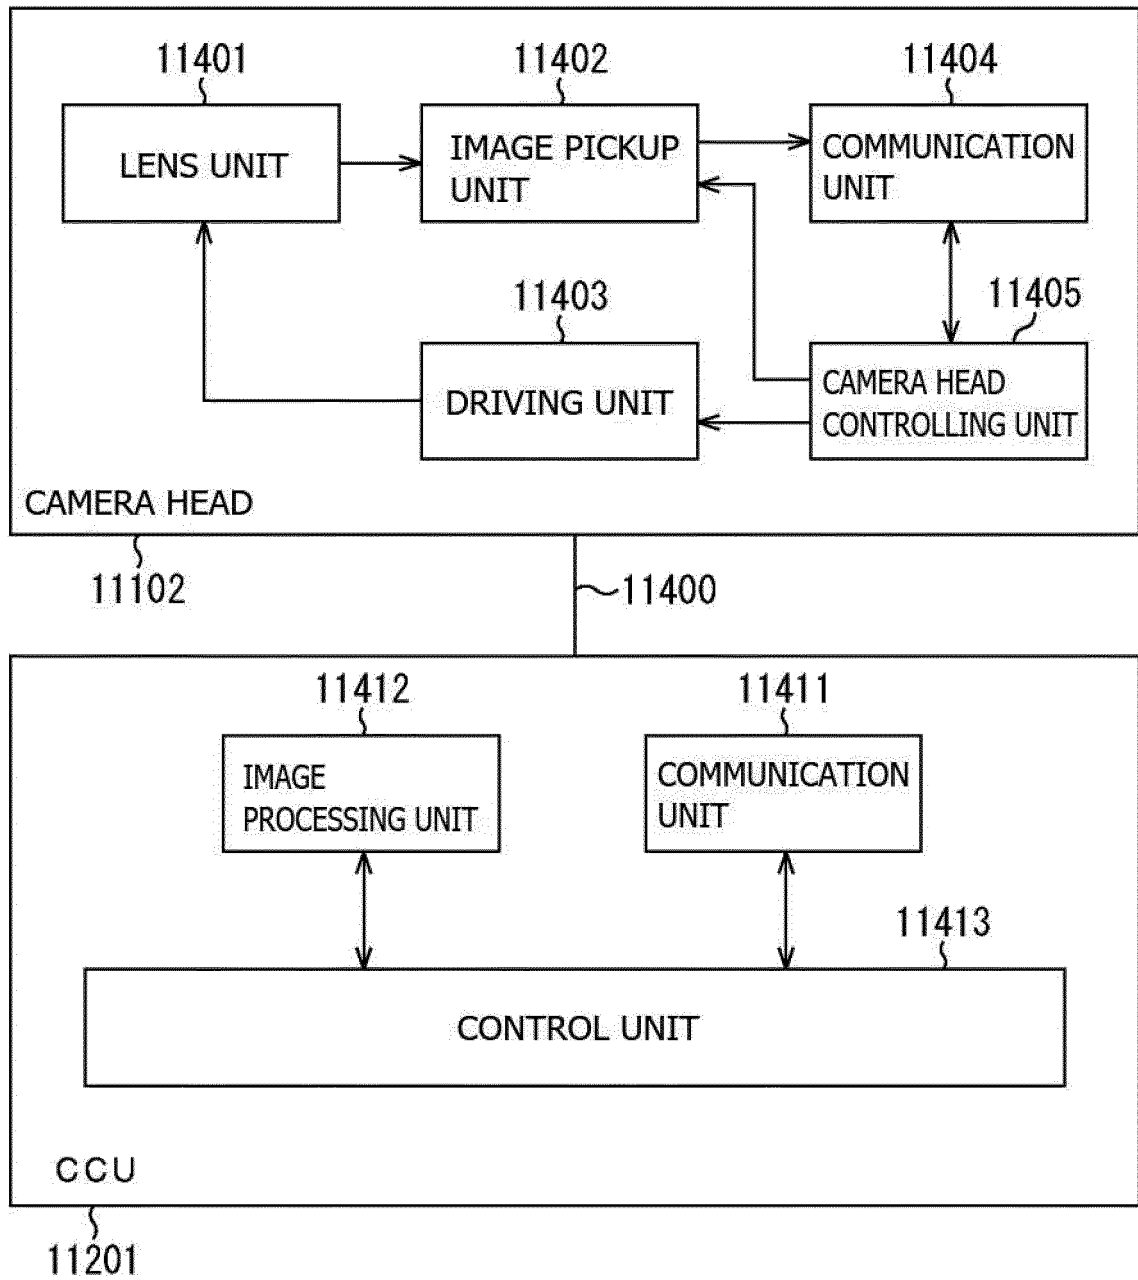 11401
11402
11404
LENS UNIT
IMAGE PICKUP
UNIT
COMMUNICATION
UNIT
11403
11405
DRIVING UNIT
CAMERA HEAD
CONTROLLING UNIT
CAMERA HEAD
11102
11400
11412
11411
IMAGE
PROCESSING UNIT
COMMUNICATION
UNIT
11413
CONTROL UNIT
CCU
11201